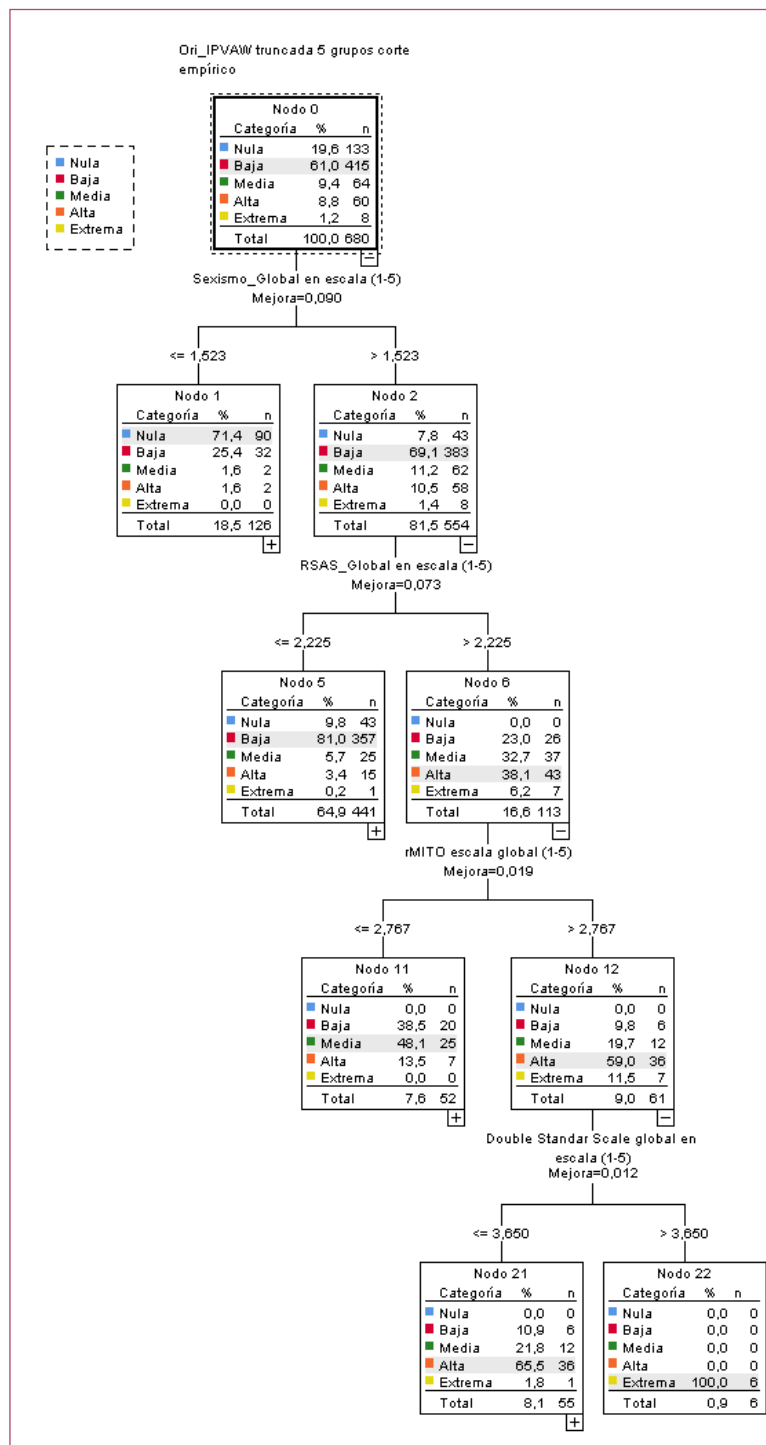 Ori_IPVAW truncada 5 grupos corte
empírico
Nula
Baja
Media
Alta
Extrema
Nodo 0
Categoría % n
Nula 19,6 133
Baja 61,0 415
Media 9,4 64
Alta 8,8 60
Extrema 1,2 8
Total 100,0 680
Sexismo_Global en escala (1-5)
Mejora=0,090
<= 1,523
> 1,523
Nodo 1
Categoría % n
Nula 71,4 90
Baja 25,4 32
Media 1,6 2
Alta 1,6 2
Extrema 0,0 0
Total 18,5 126
Nodo 2
Categoría % n
Nula 7,8 43
Baja 69,1 383
Media 11,2 62
Alta 10,5 58
Extrema 1,4 8
Total 81,5 554
RSAS_Global en escala (1-5)
Mejora=0,073
<= 2,225
> 2,225
Nodo 5
Categoría % n
Nula 9,8 43
Baja 81,0 357
Media 5,7 25
Alta 3,4 15
Extrema 0,2 1
Total 64,9 441
Nodo 6
Categoría % n
Nula 0,0 0
Baja 23,0 26
Media 32,7 37
Alta 38,1 43
Extrema 6,2 7
Total 16,6 113
rMITO escala global (1-5)
Mejora=0,019
<= 2,767
> 2,767
Nodo 11
Categoría % n
Nula 0,0 0
Baja 38,5 20
Media 48,1 25
Alta 13,5 7
Extrema 0,0 0
Total 7,6 52
Nodo 12
Categoría % n
Nula 0,0 0
Baja 9,8 6
Media 19,7 12
Alta 59,0 36
Extrema 11,5 7
Total 9,0 61
Double Standar Scale global en
escala (1-5)
Mejora=0,012
<= 3,650
> 3,650
Nodo 21
Categoría % n
Nula 0,0 0
Baja 10,9 6
Media 21,8 12
Alta 65,5 36
Extrema 1,8 1
Total 8,1 55
Nodo 22
Categoría % n
Nula 0,0 0
Baja 0,0 0
Media 0,0 0
Alta 0,0 0
Extrema 100,0 6
Total 0,9 6